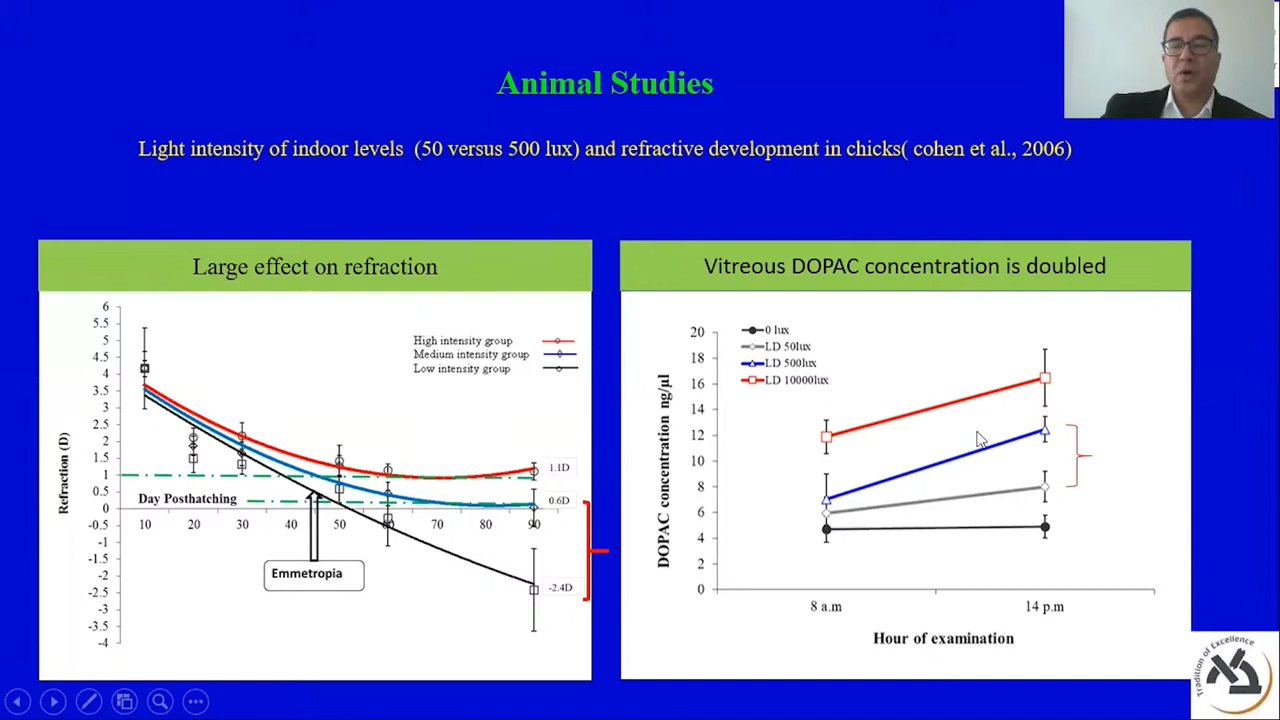 Animal Studies
Light intensity of indoor levels (50 versus 500 lux) and refractive development in chicks( cohen et al., 2006)
Large effect on refraction
6
5.5
5
4.5
4
3.5
3
2.5
2
1.5
1
0.5
0
-0.5
-1
-1.5
-2
-2.5
-3
-3.5
-4
Refraction (D)
High intensity group
Medium intensity group
Low intensity group
Day Posthatching
10 20 30 40 50 60 70 80 90
1.1D
0.6D
-2.4D
Emmetropia
Vitreous DOPAC concentration is doubled
20
18
16
14
12
10
8
6
4
2
0
DOPAC concentration ng/µl
0 lux
LD 50lux
LD 500lux
LD 10000lux
8 a.m 14 p.m
Hour of examination
Tradition of Excellence